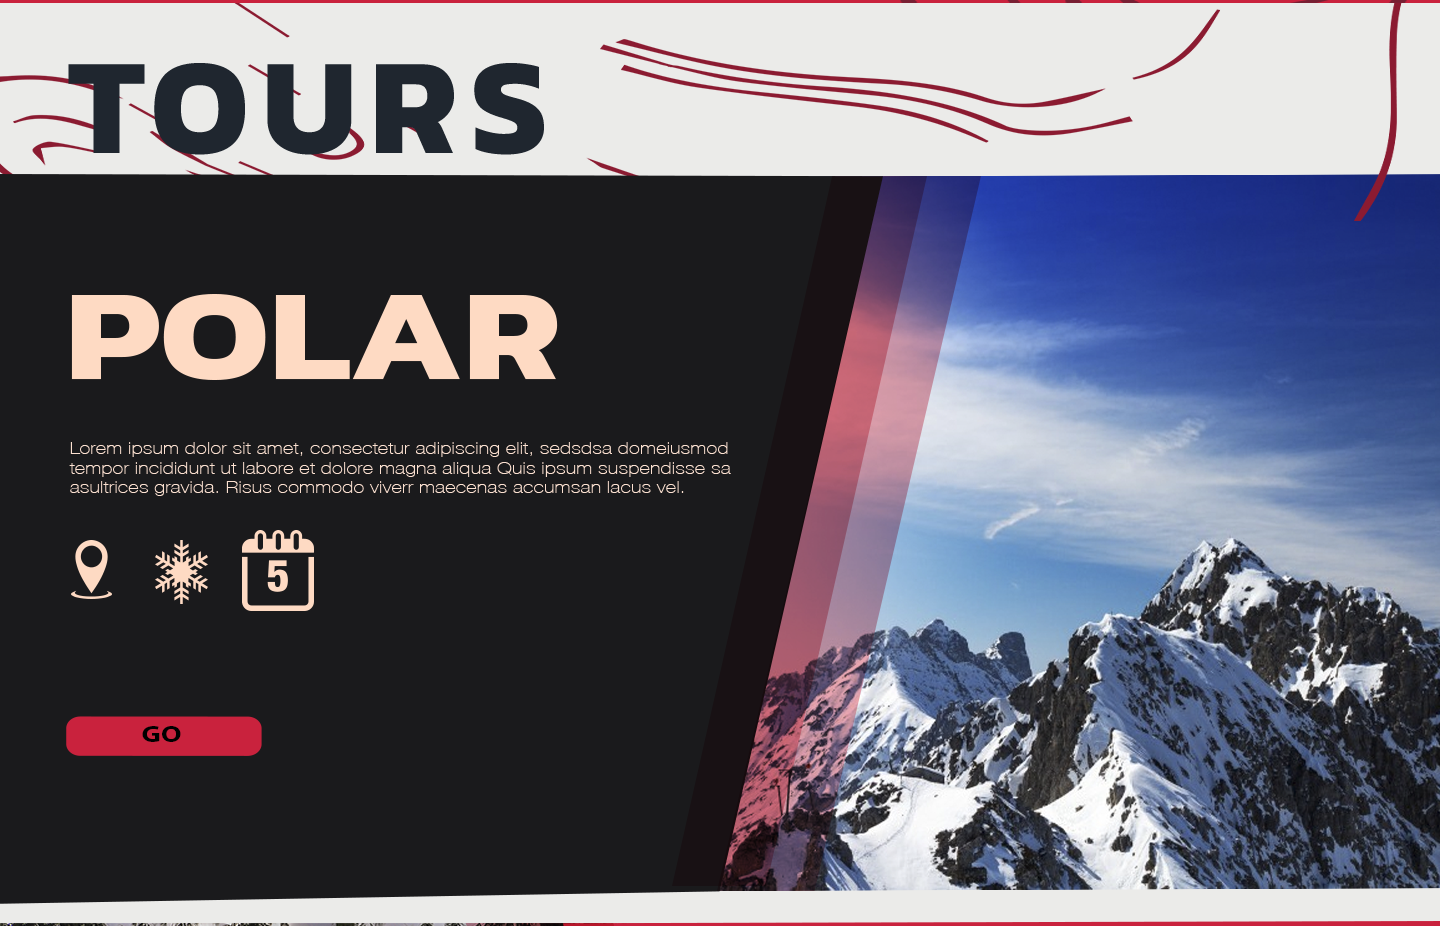 TOURS
POLAR
Lorem ipsum dolor sit amet, consectetur adipiscing elit, sedsdsa domeiusmod
tempor incididunt ut labore et dolore magna aliqua Quis ipsum suspendisse sa
asultrices gravida. Risus commodo viverr maecenas accumsan lacus vel.
5
GO